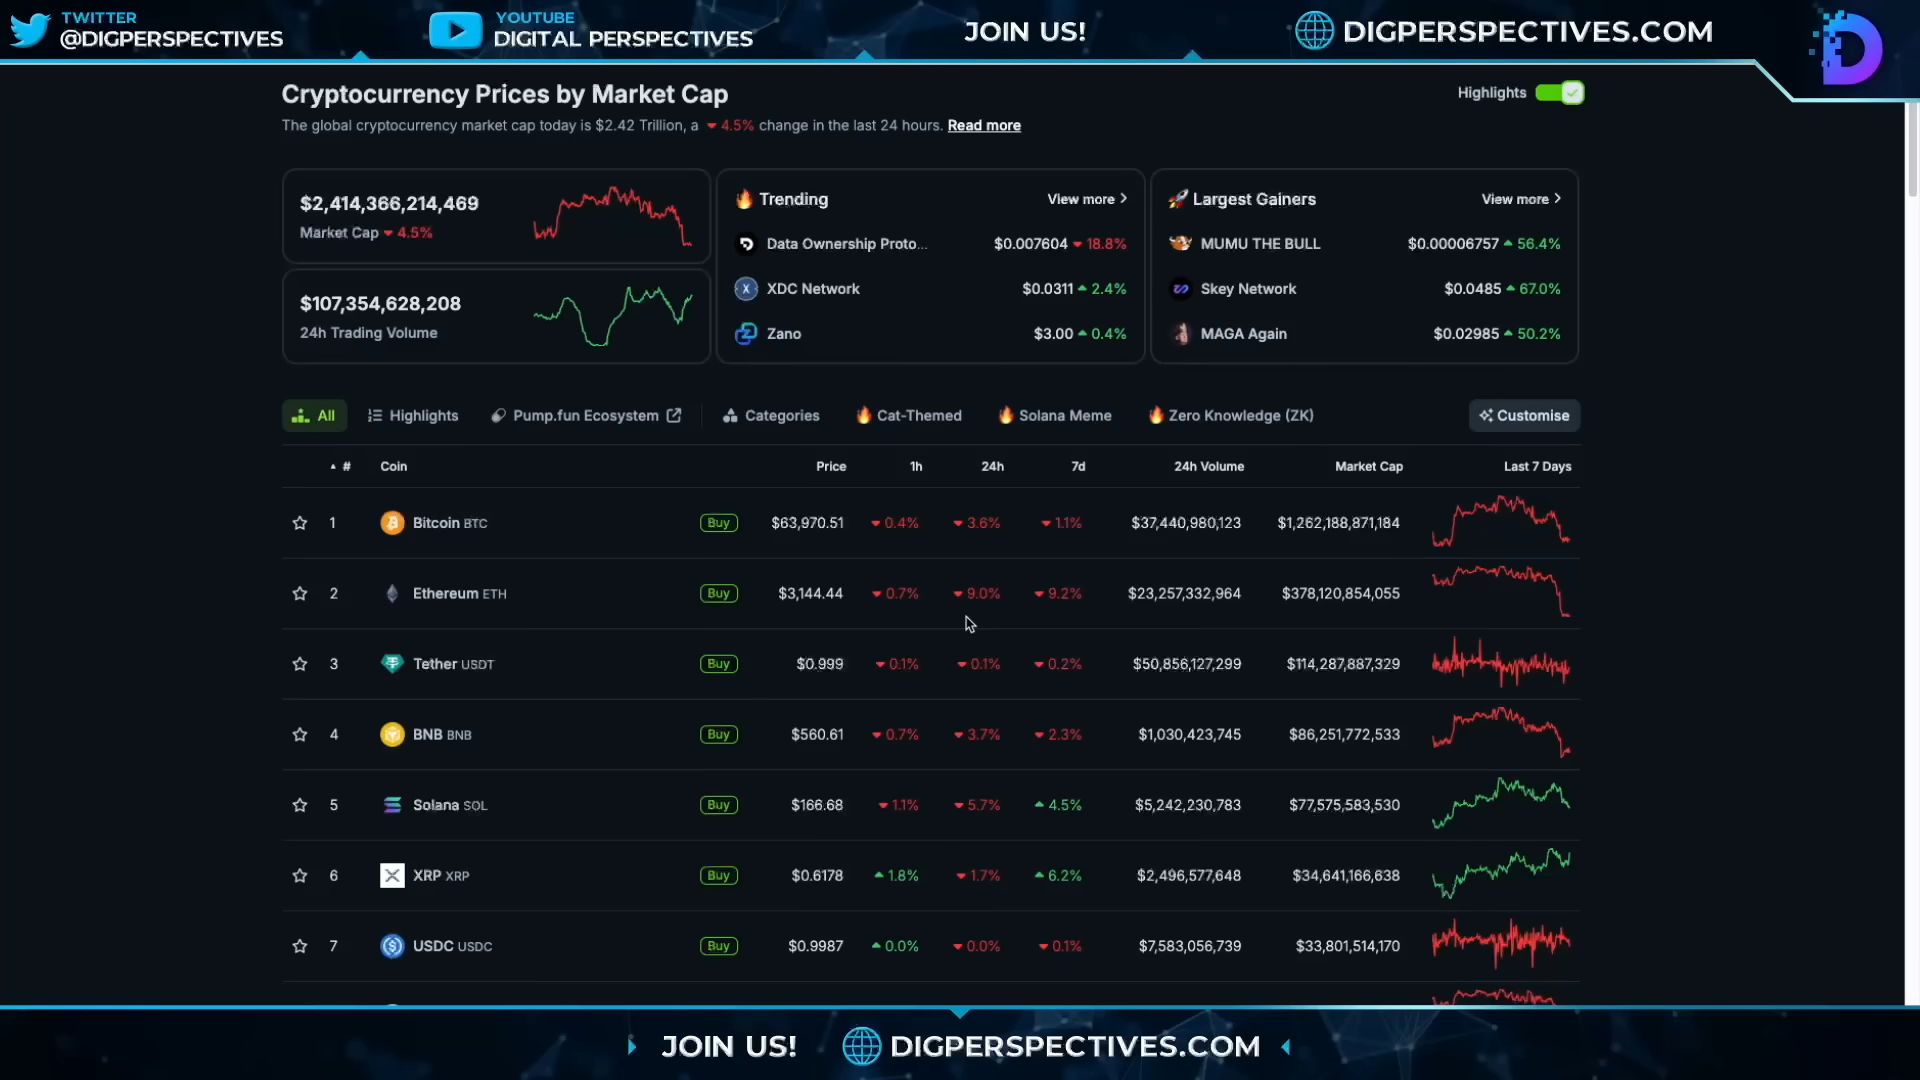 TWITTER
@DIGPERSPECTIVES
YOUTUBE
DIGITAL PERSPECTIVES
JOIN US!
DIGPERSPECTIVES.COM
Cryptocurrency Prices by Market Cap
Highlights
The global cryptocurrency market cap today is $2.42 Trillion, a 4.5% change in the last 24 hours. Read more
$2,414,366,214,469
Market Cap 4.5%
$107,354,628,208
24h Trading Volume
Trending View more
Data Ownership Proto... $0.007604 18.8%
XDC Network $0.0311 2.4%
Zano $3.00 0.4%
Largest Gainers View more
MUMU THE BULL $0.00006757 56.4%
Skey Network $0.0485 67.0%
MAGA Again $0.02985 50.2%
All Highlights Pump.fun Ecosystem Categories Cat-Themed Solana Meme Zero Knowledge (ZK) Customise
# Coin Price 1h 24h 7d 24h Volume Market Cap Last 7 Days
1 Bitcoin BTC Buy $63,970.51 0.4% 3.6% 1.1% $37,440,980,123 $1,262,188,871,184
2 Ethereum ETH Buy $3,144.44 0.7% 9.0% 9.2% $23,257,332,964 $378,120,854,055
3 Tether USDT Buy $0.999 0.1% 0.1% 0.2% $50,856,127,299 $114,287,887,329
4 BNB BNB Buy $560.61 0.7% 3.7% 2.3% $1,030,423,745 $86,251,772,533
5 Solana SOL Buy $166.68 1.1% 5.7% 4.5% $5,242,230,783 $77,575,583,530
6 XRP XRP Buy $0.6178 1.8% 1.7% 6.2% $2,496,577,648 $34,641,166,638
7 USDC USDC Buy $0.9987 0.0% 0.0% 0.1% $7,583,056,739 $33,801,514,170
JOIN US! DIGPERSPECTIVES.COM